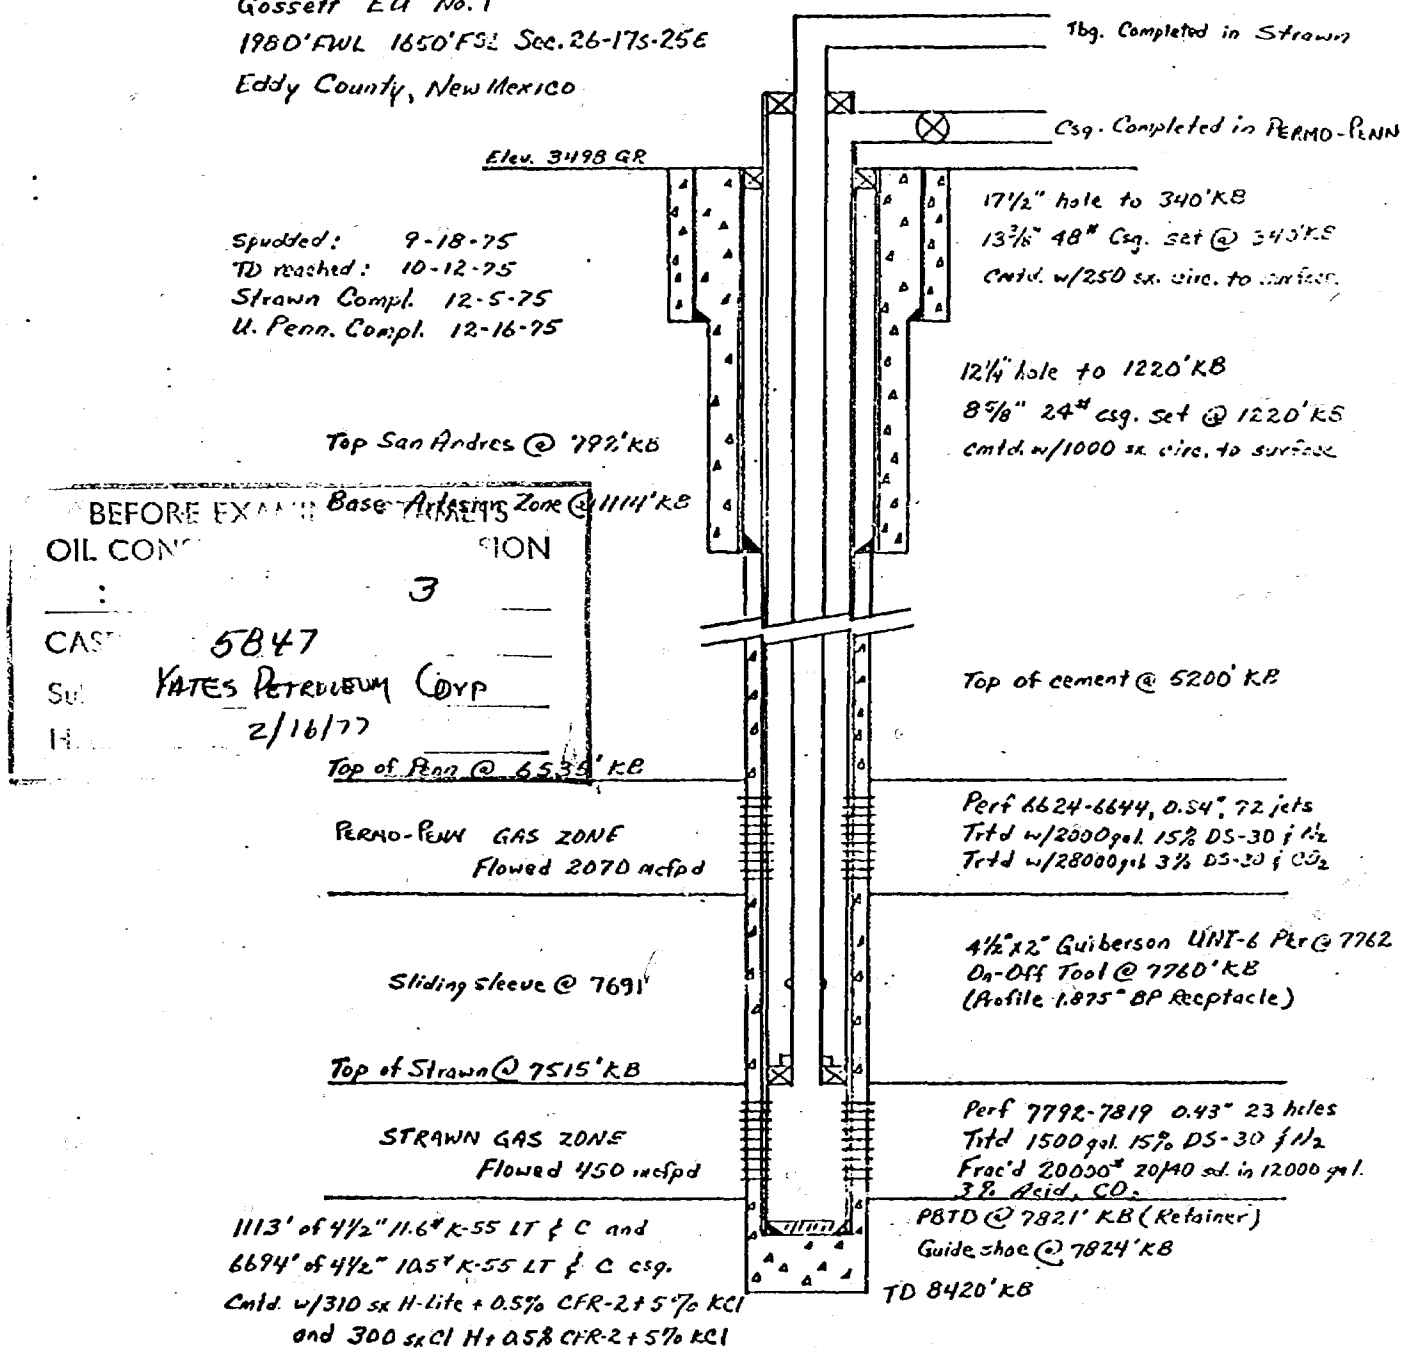 Gossett EU No. 1
1980' FWL 1650' FSL Sec. 26-17S-25E
Eddy County, New Mexico
Tbg. Completed in Strawn
Csg. Completed in PERMO-PENN
Elev. 3498 GR
17 1/2" hole to 340' KB
13 3/8" 48# Csg. set @ 340' KB
Cmtd. w/250 sx. circ. to surface
Spudded: 9-18-75
TD reached: 10-12-75
Strawn Compl. 12-5-75
U. Penn. Compl. 12-16-75
12 1/4" hole to 1220' KB
8 5/8" 24# csg. set @ 1220' KB
cmtd. w/1000 sx circ. to surface
Top San Andres @ 792' KB
Base Artesian Zone @ 1114' KB
BEFORE
OIL
3
5847
YATES PETROLEUM Corp
2/16/77
Top of cement @ 5200' KB
Top of Penn @ 6535' KB
PERMO-PENN GAS ZONE
Flowed 2070 mcfpd
Perf 6624-6644, 0.54", 72 jets
Trtd w/2000 gal. 15% DS-30 & N2
Trtd w/28000 gal 3% DS-30 & CO2
Sliding sleeve @ 7691'
4 1/2" x 2" Guiberson UNI-6 Pkr @ 7762
On-Off Tool @ 7760' KB
(Profile 1.875" BP Receptacle)
Top of Strawn @ 7515' KB
STRAWN GAS ZONE
Flowed 450 mcfpd
Perf 7792-7819 0.43" 23 holes
Trtd 1500 gal. 15% DS-30 & N2
Frac'd 20000# 20/40 sd. in 12000 gal.
3% Acid, CO2
PBTD @ 7821' KB (Retainer)
Guide shoe @ 7824' KB
TD 8420' KB
1113' of 4 1/2" 11.6# K-55 LT & C and
6694' of 4 1/2" 10.5# K-55 LT & C csg.
Cmtd. w/310 sx H-Lite + 0.5% CFR-2 + 5% KCl
and 300 sx Cl H + 0.5% CFR-2 + 5% KCl